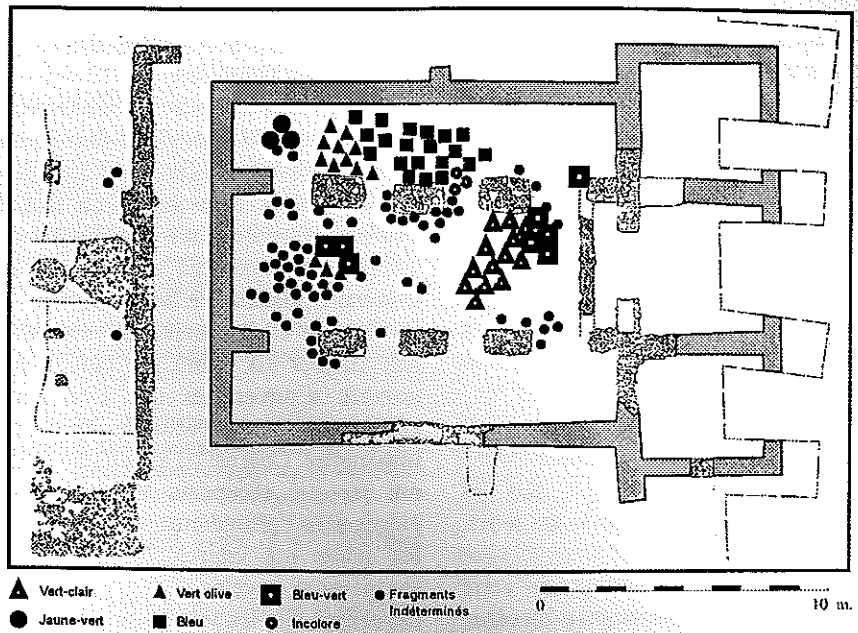 Vert-clair Vert olive Bleu-vert Fragments
Indéterminés
Jaune-vert Bleu Incolore
0 10 m.